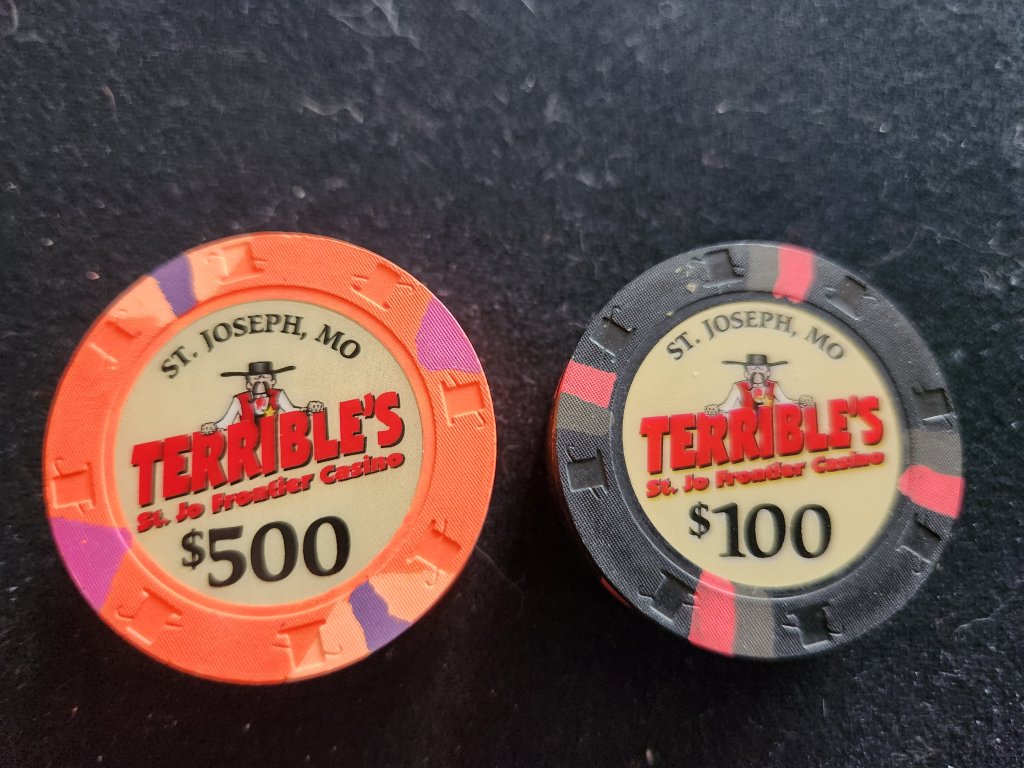 ST. JOSEPH, MO
TERRIBLE'S
St. Jo Frontier Casino
$500
ST. JOSEPH, MO
TERRIBLE'S
St. Jo Frontier Casino
$100